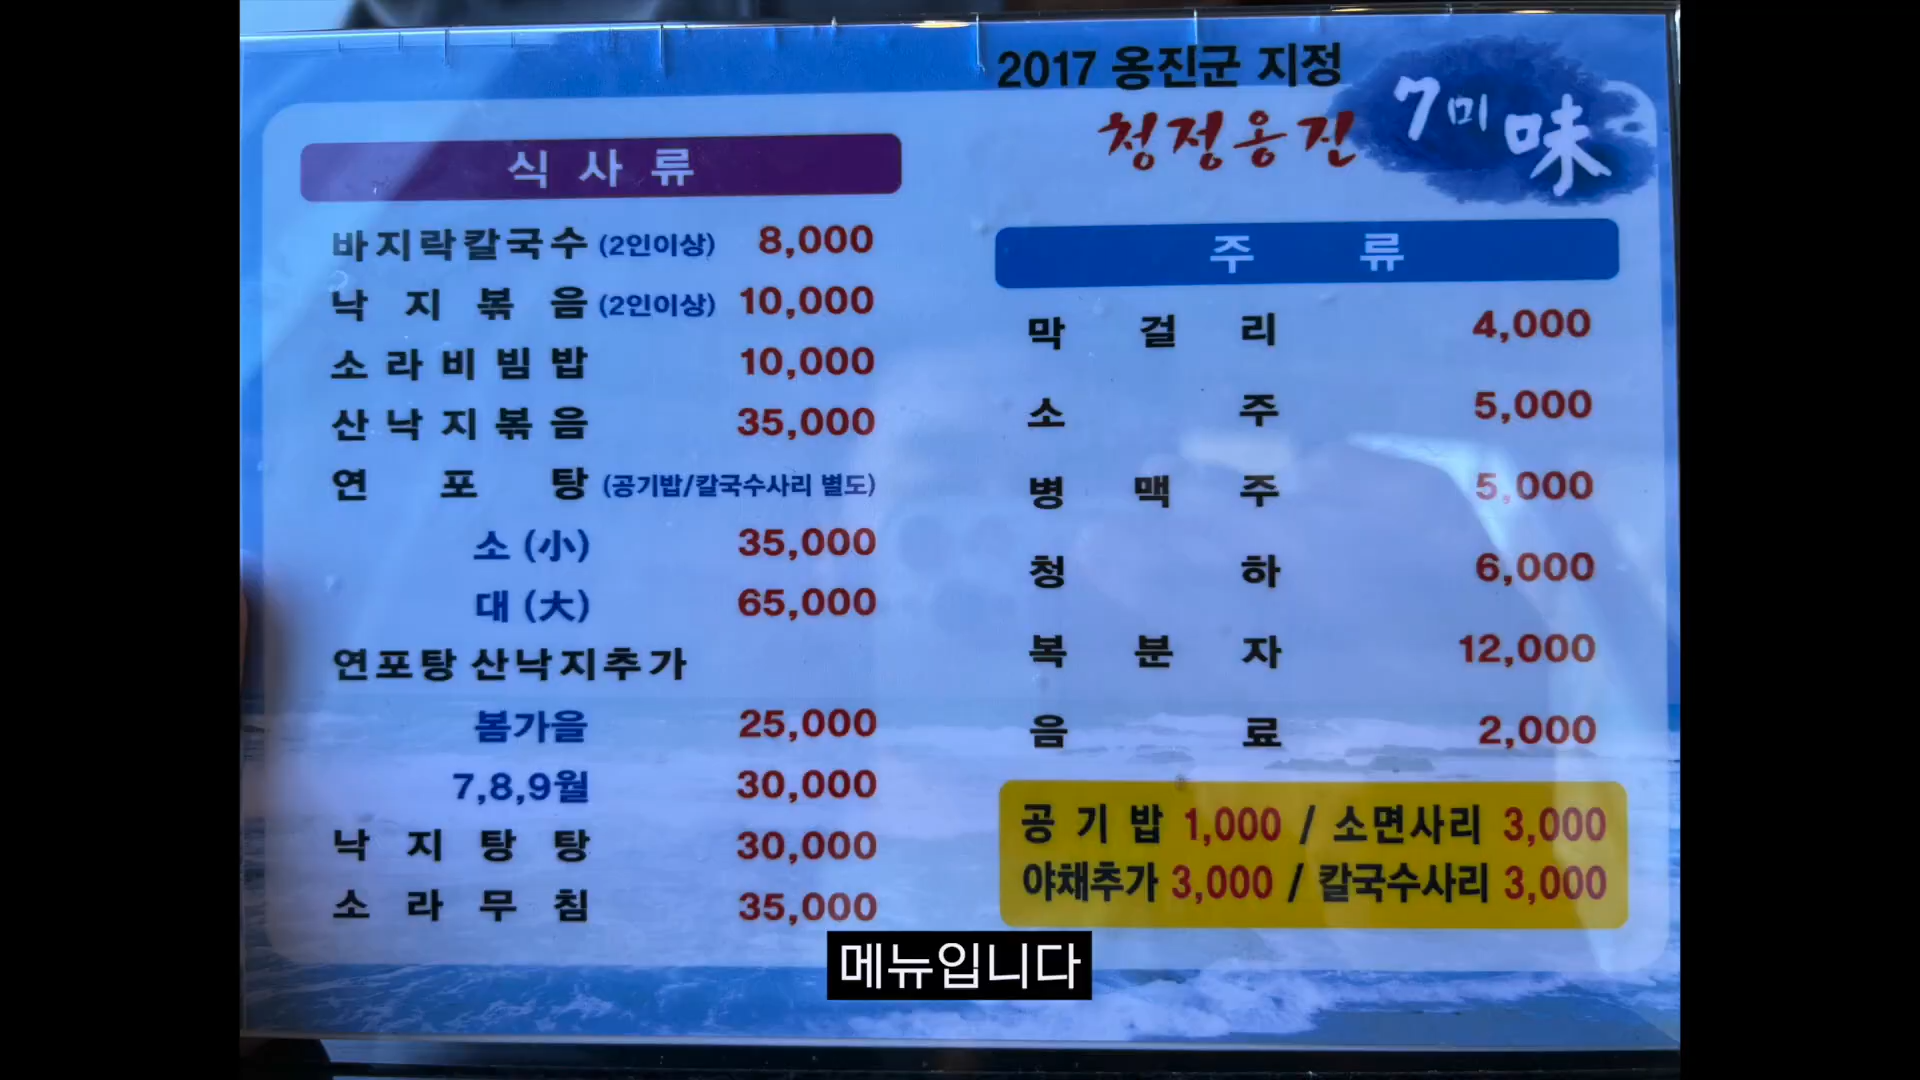 2017 옹진군 지정
청정옹진 7미 味
식사류
바지락칼국수 (2인이상) 8,000
낙지볶음 (2인이상) 10,000
소라비빔밥 10,000
산낙지볶음 35,000
연포탕 (공기밥/칼국수사리 별도)
소 (小) 35,000
대 (大) 65,000
연포탕 산낙지추가
봄가을 25,000
7,8,9월 30,000
낙지탕탕 30,000
소라무침 35,000
주류
막걸리 4,000
소주 5,000
병맥주 5,000
청하 6,000
복분자 12,000
음료 2,000
공기밥 1,000 / 소면사리 3,000
야채추가 3,000 / 칼국수사리 3,000
메뉴입니다